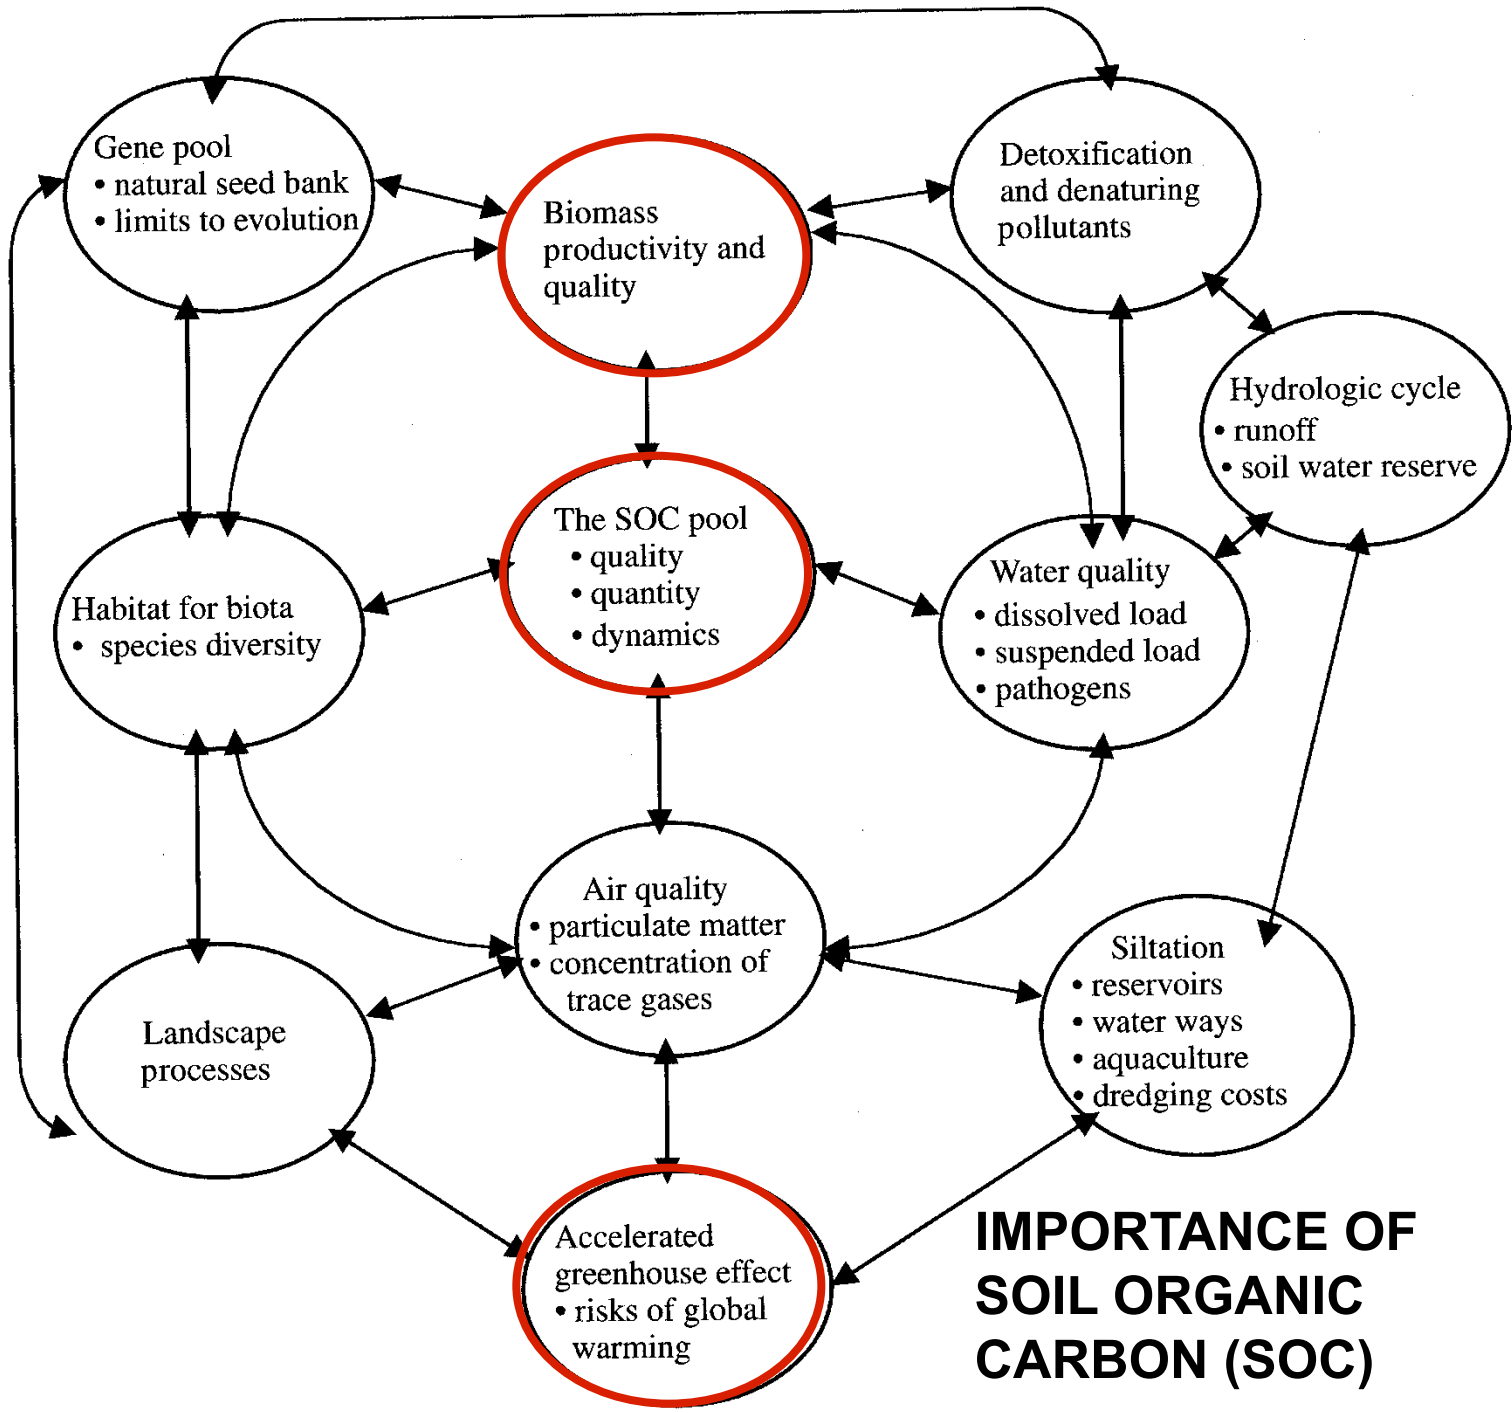 Gene pool
• natural seed bank
• limits to evolution
Biomass
productivity and
quality
Detoxification
and denaturing
pollutants
Hydrologic cycle
• runoff
• soil water reserve
The SOC pool
• quality
• quantity
• dynamics
Habitat for biota
• species diversity
Water quality
• dissolved load
• suspended load
• pathogens
Air quality
• particulate matter
• concentration of
trace gases
Landscape
processes
Siltation
• reservoirs
• water ways
• aquaculture
• dredging costs
Accelerated
greenhouse effect
• risks of global
warming
IMPORTANCE OF
SOIL ORGANIC
CARBON (SOC)